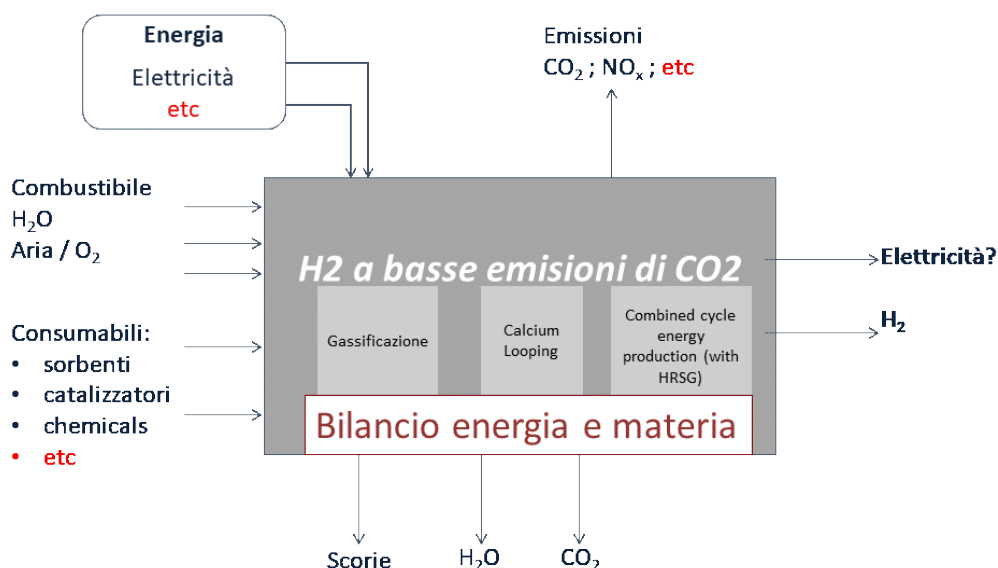 Energia
Elettricità
etc
Emissioni
CO₂ ; NOₓ ; etc
Combustibile
H₂O
Aria / O₂
H2 a basse emisioni di CO2
Elettricità?
H₂
Gassificazione
Calcium
Looping
Combined cycle
energy
production (with
HRSG)
Consumabili:
• sorbenti
• catalizzatori
• chemicals
• etc
Bilancio energia e materia
Scorie
H₂O
CO₂